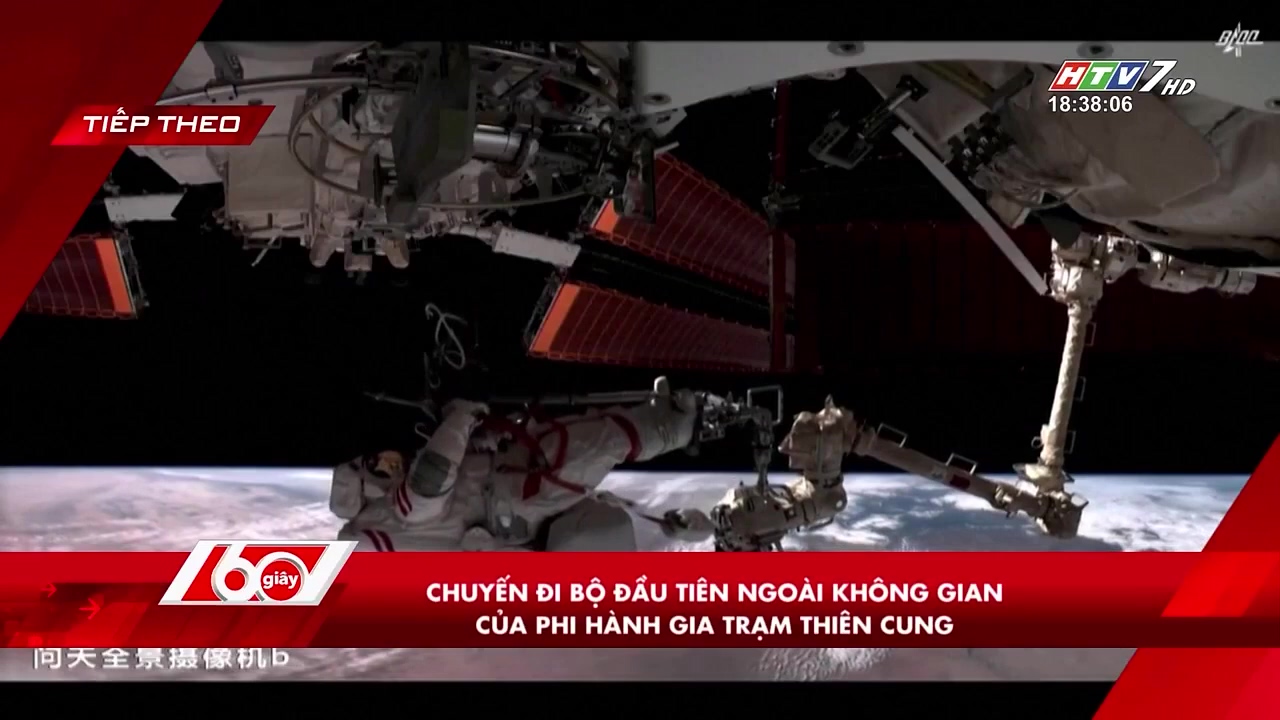 TIẾP THEO
HTV7 HD
18:38:06
60 giây
CHUYẾN ĐI BỘ ĐẦU TIÊN NGOÀI KHÔNG GIAN
CỦA PHI HÀNH GIA TRẠM THIÊN CUNG
问天全景摄像机b